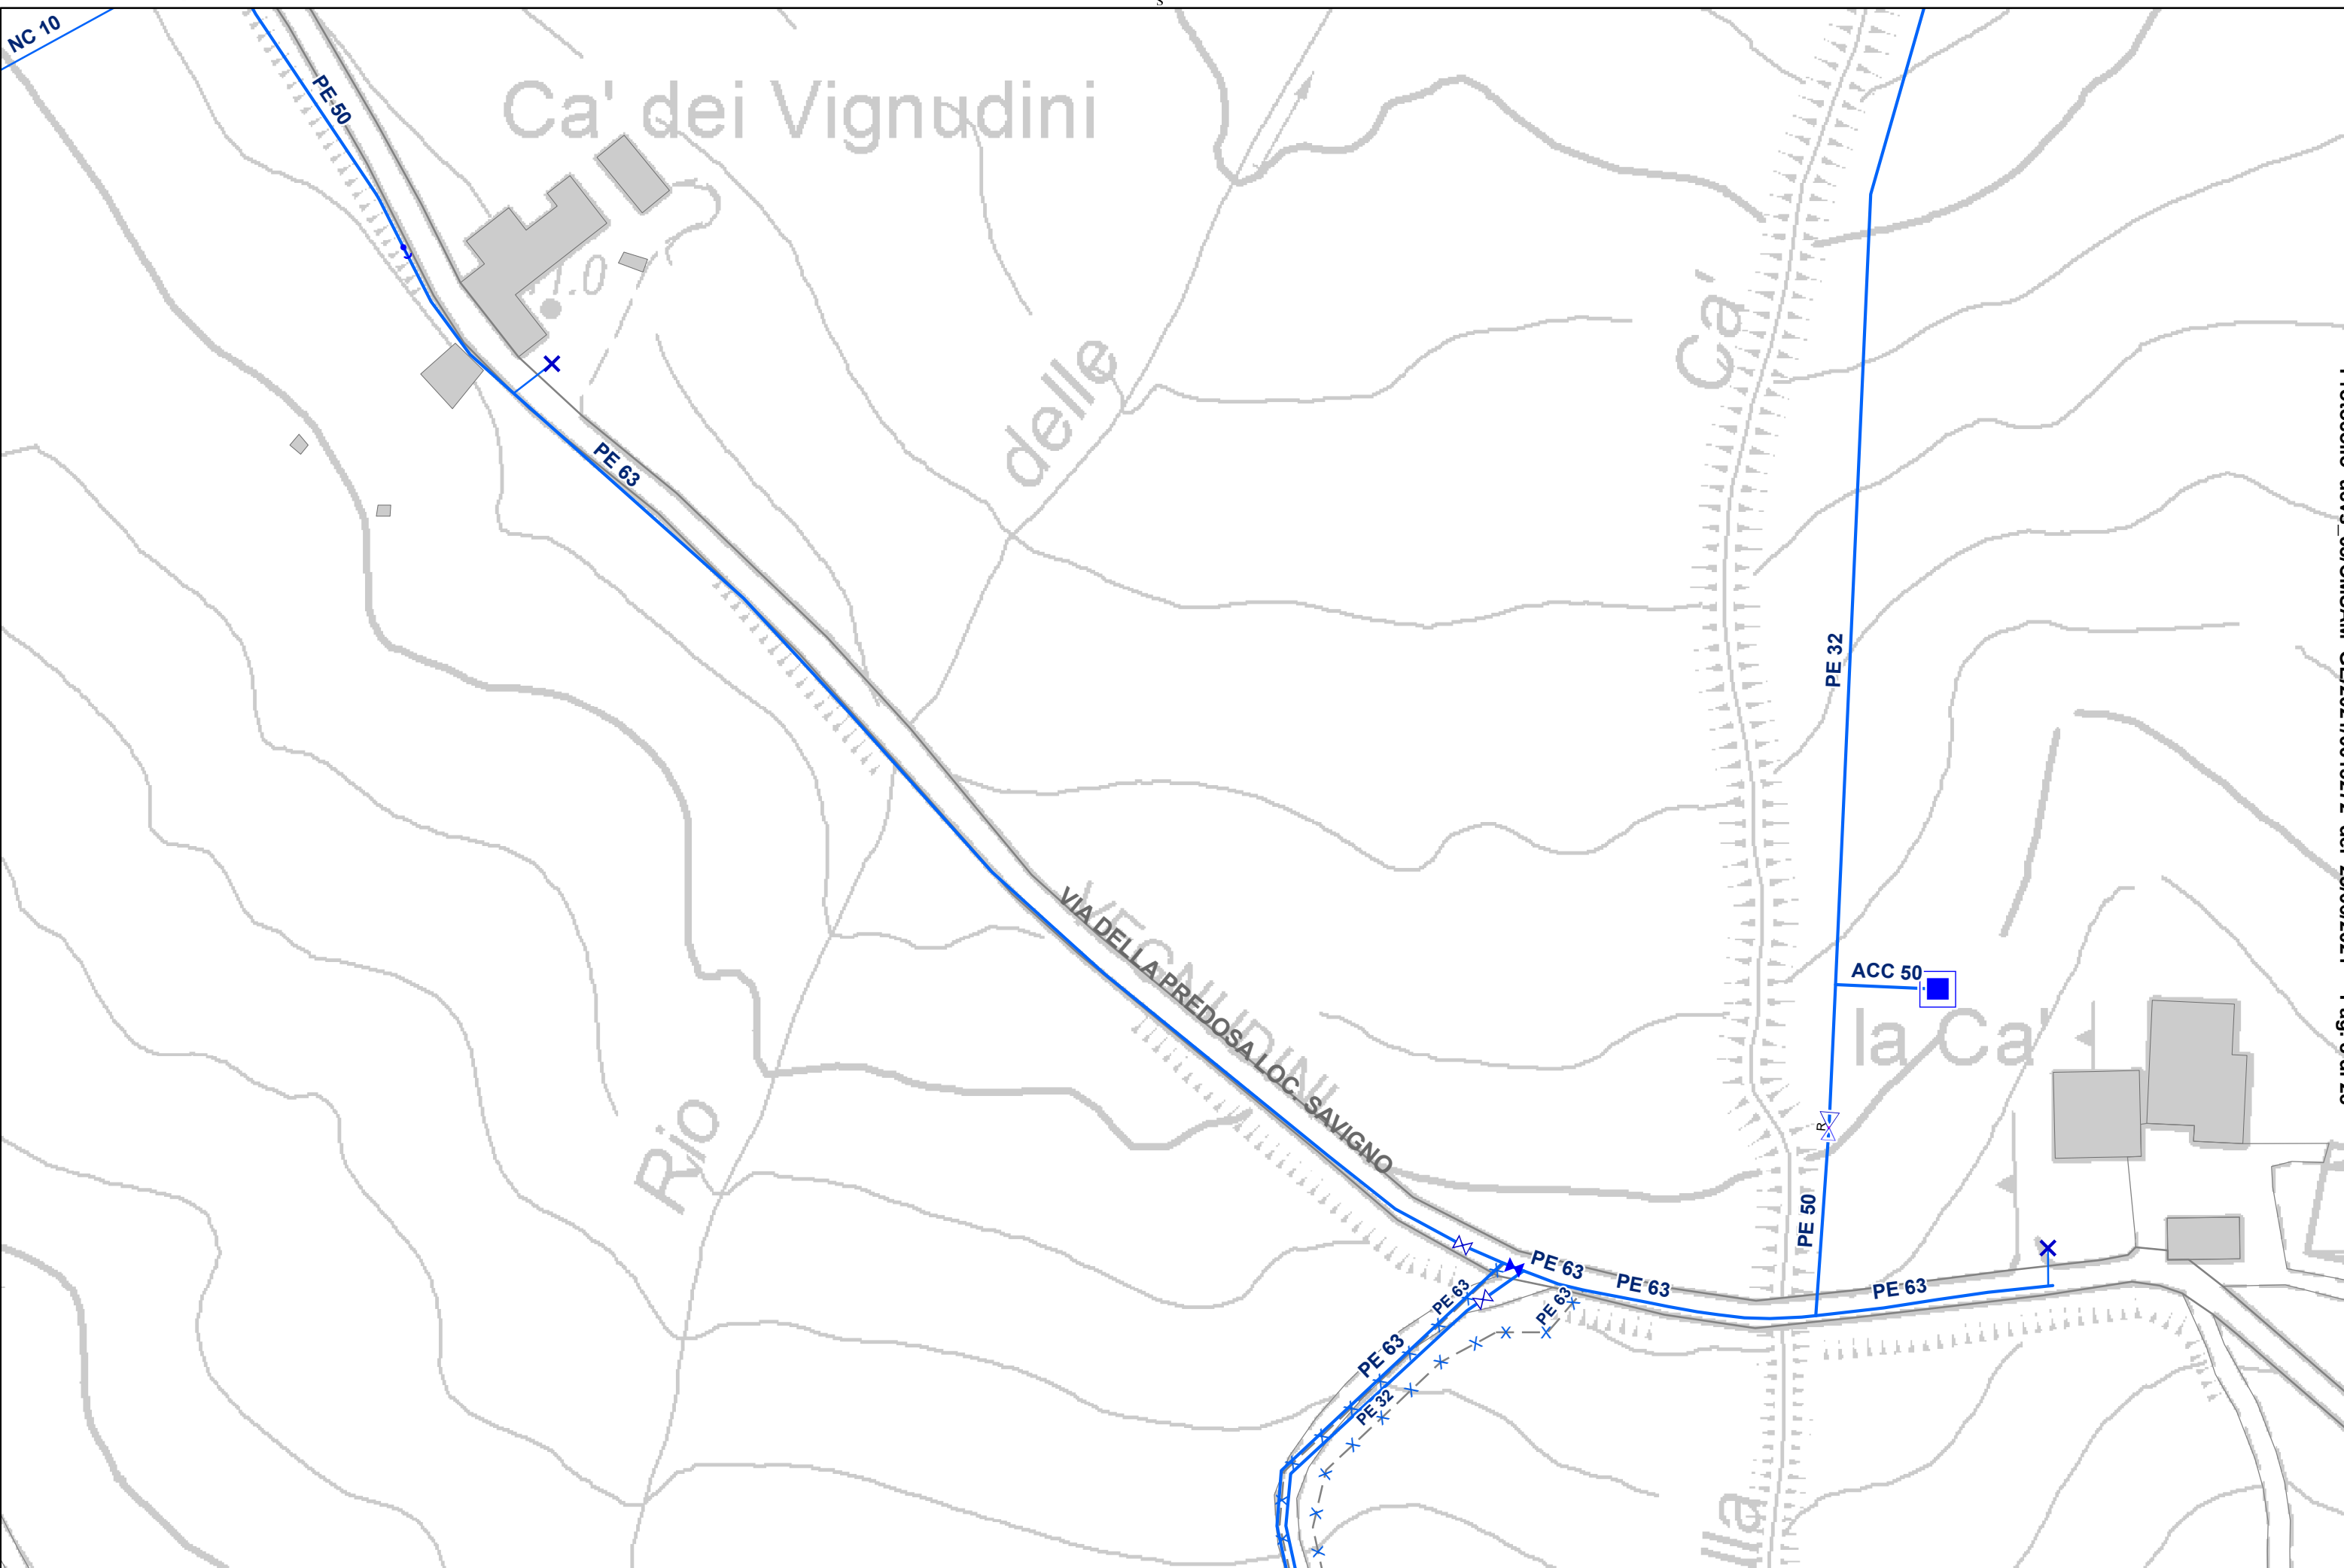 NC 10
PE 50
Ca' dei Vignudini
PE 63
delle
Ca'
PE 32
VIA DELLA PREDOSA LOC. SAVIGNO
VEGNUDINI
ACC 50
la Ca'
Rio
R
PE 50
PE 63
PE 63
PE 63
PE 63
PE 63
PE 63
PE 32
lla